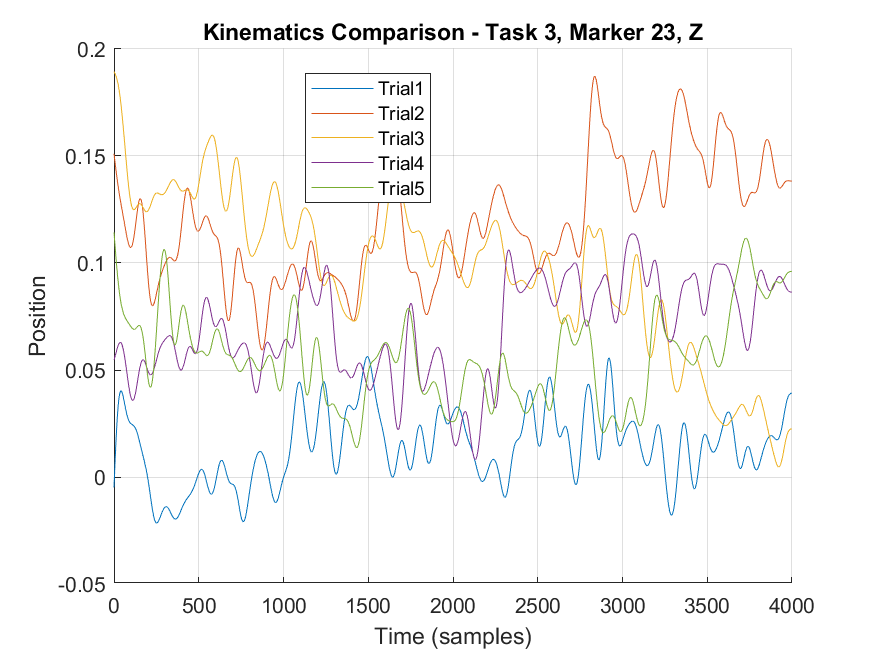 Kinematics Comparison - Task 3, Marker 23, Z
0.2
0.15
0.1
0.05
0
-0.05
Position
Trial1
Trial2
Trial3
Trial4
Trial5
0 500 1000 1500 2000 2500 3000 3500 4000
Time (samples)